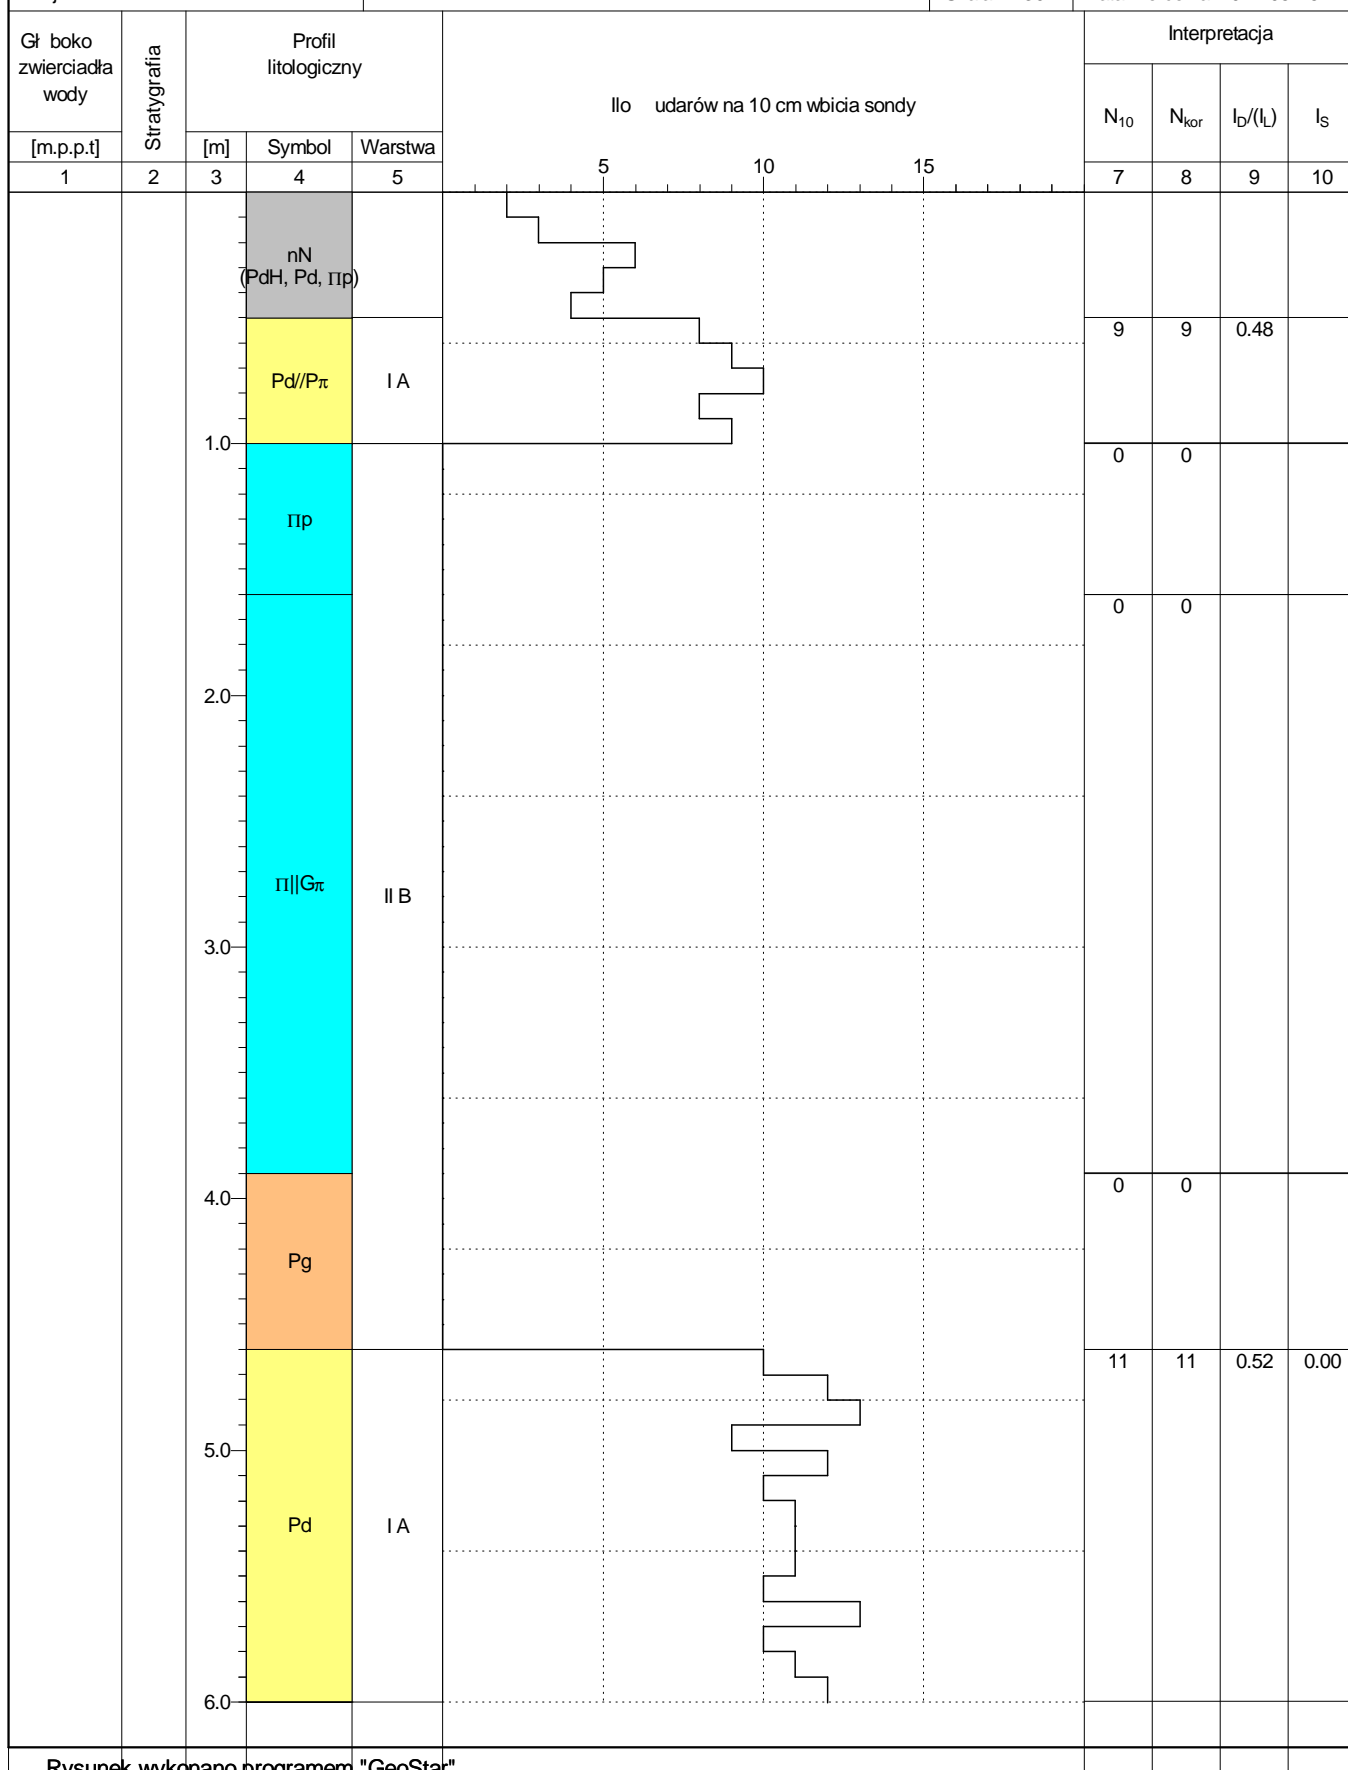 Gł boko
zwierciadła
wody
[m.p.p.t]
Stratygrafia
Profil
litologiczny
[m] Symbol Warstwa
Ilo udarów na 10 cm wbicia sondy
Interpretacja
N10 Nkor ID/(IL) IS
5 10 15
1 2 3 4 5 7 8 9 10
nN
(PdH, Pd, Πp)
9 9 0.48
Pd//Pπ I A
1.0
0 0
Πp
0 0
2.0
Π||Gπ
II B
3.0
0 0
4.0
Pg
11 11 0.52 0.00
5.0
Pd I A
6.0
Rysunek wykonano programem "GeoStar"